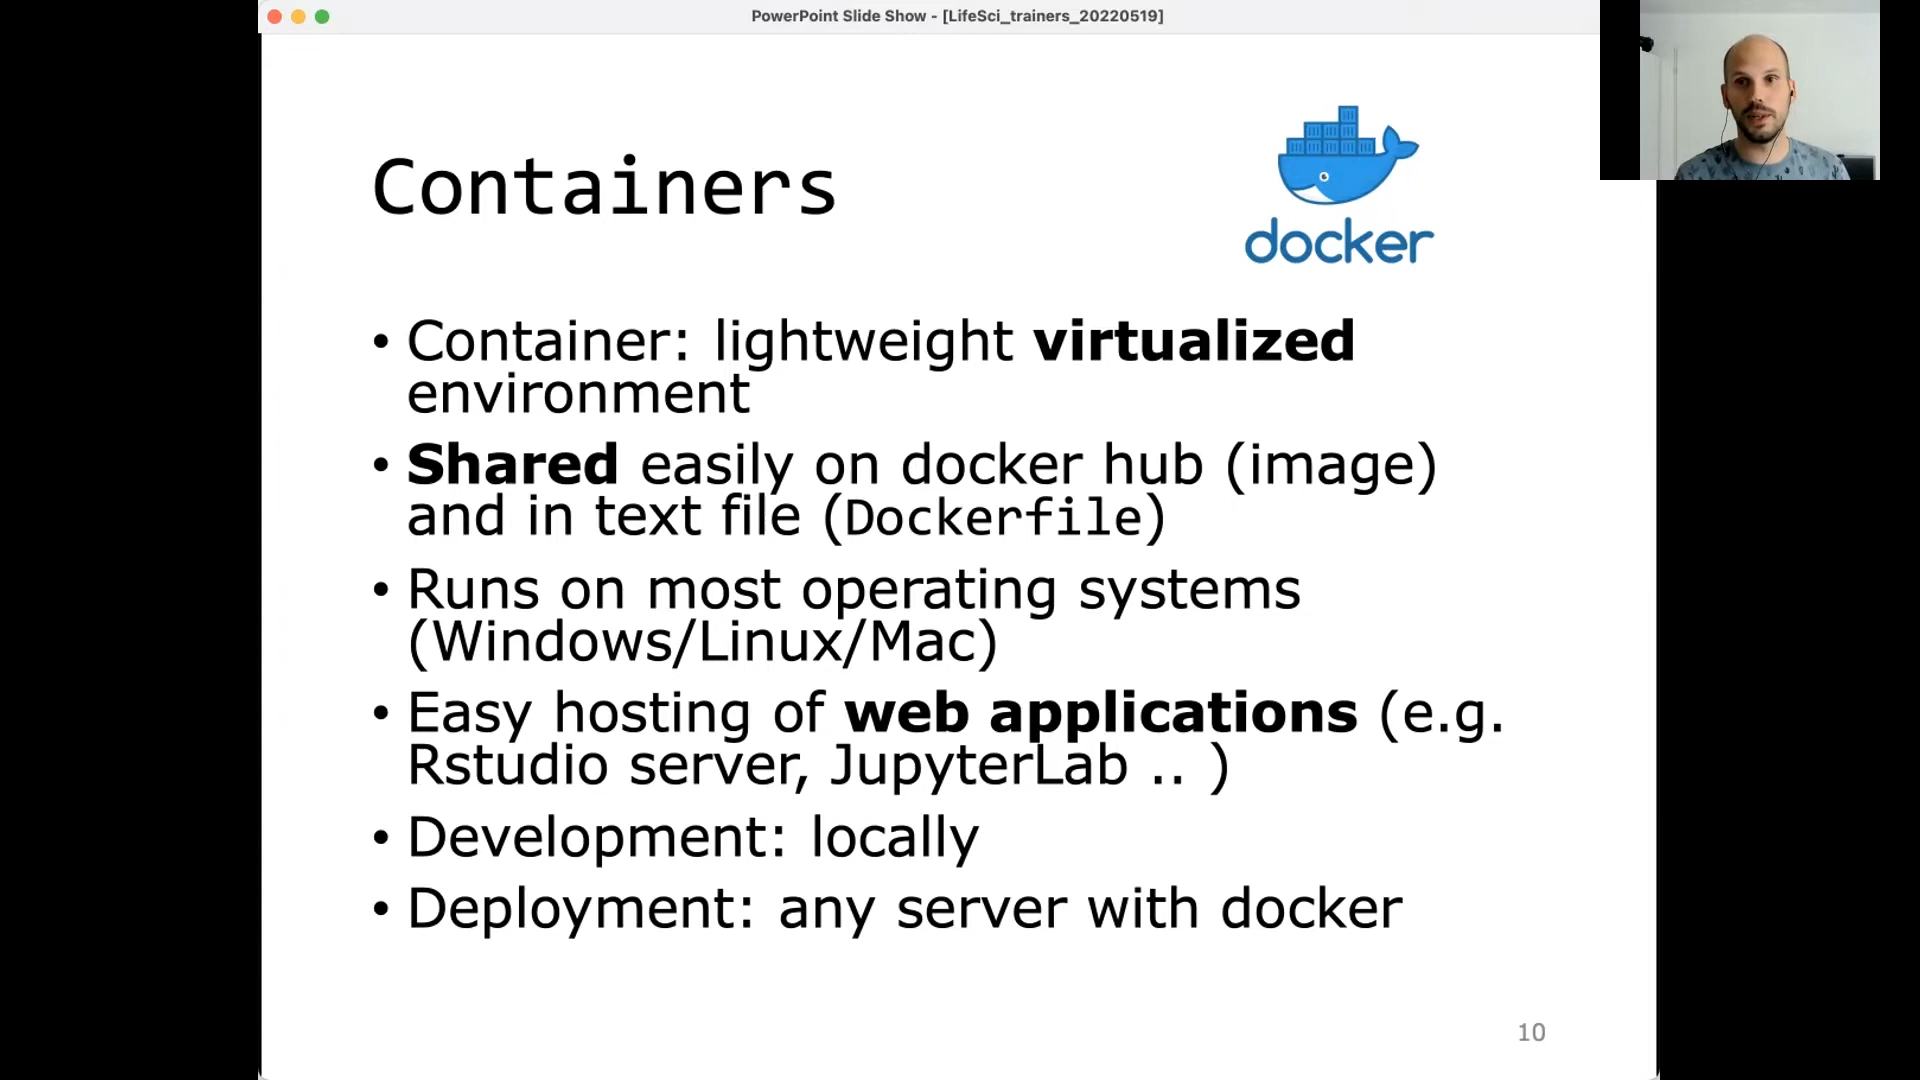 PowerPoint Slide Show - [LifeSci_trainers_20220519]
Containers
docker
• Container: lightweight virtualized
environment
• Shared easily on docker hub (image)
and in text file (Dockerfile)
• Runs on most operating systems
(Windows/Linux/Mac)
• Easy hosting of web applications (e.g.
Rstudio server, JupyterLab .. )
• Development: locally
• Deployment: any server with docker
10